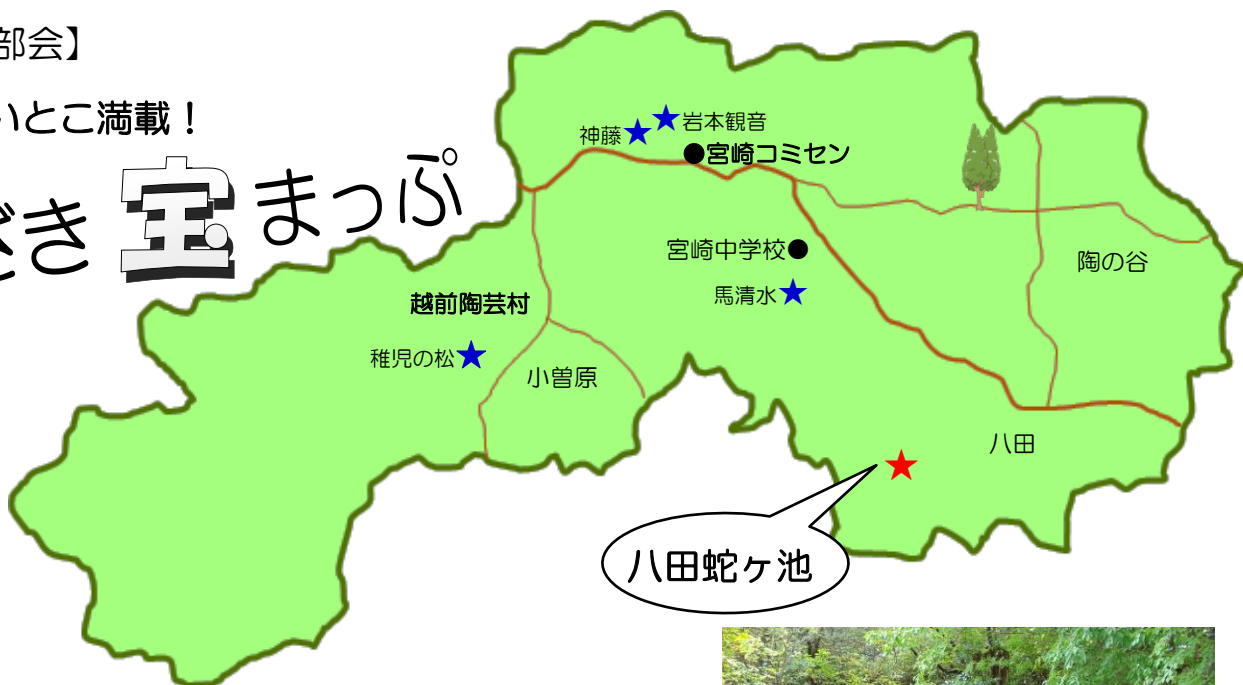 部会】
いとこ満載！
ざき 宝 まっぷ
神藤
岩本観音
宮崎コミセン
宮崎中学校
馬清水
陶の谷
越前陶芸村
稚児の松
小曽原
八田
八田蛇ヶ池